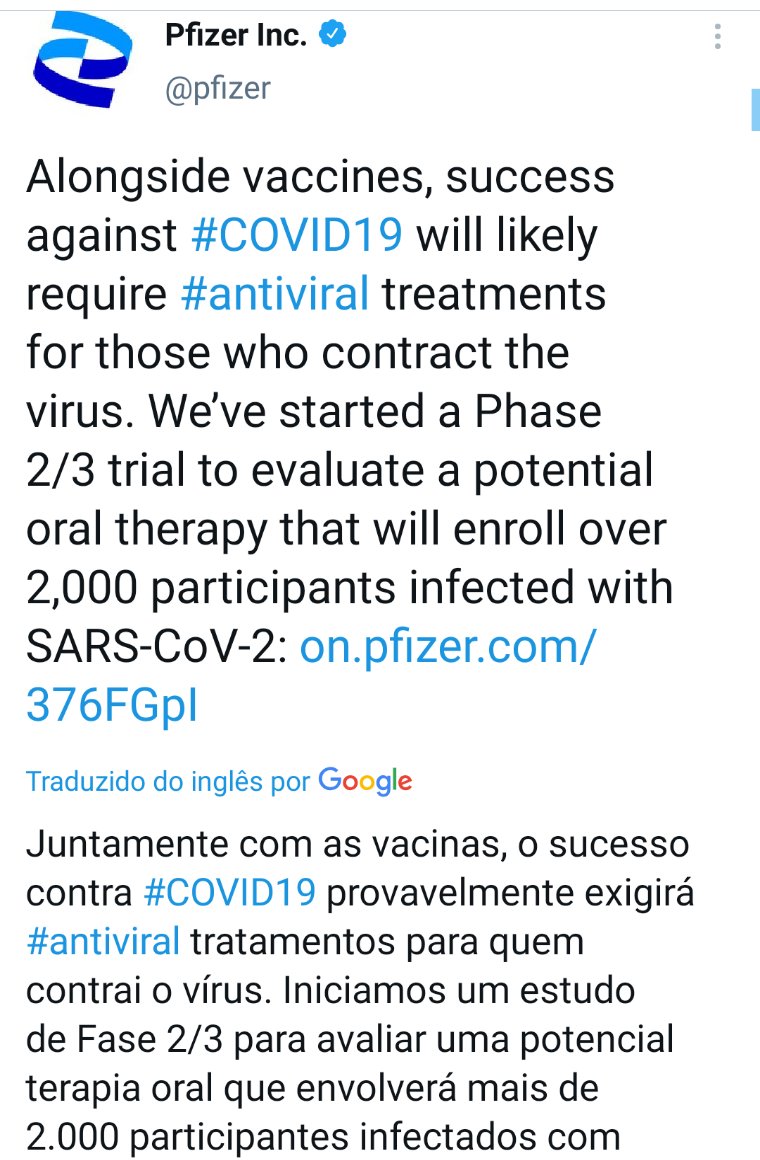 Pfizer Inc.
@pfizer
Alongside vaccines, success
against #COVID19 will likely
require #antiviral treatments
for those who contract the
virus. We’ve started a Phase
2/3 trial to evaluate a potential
oral therapy that will enroll over
2,000 participants infected with
SARS-CoV-2: on.pfizer.com/
376FGpI
Traduzido do inglês por Google
Juntamente com as vacinas, o sucesso
contra #COVID19 provavelmente exigirá
#antiviral tratamentos para quem
contrai o vírus. Iniciamos um estudo
de Fase 2/3 para avaliar uma potencial
terapia oral que envolverá mais de
2.000 participantes infectados com